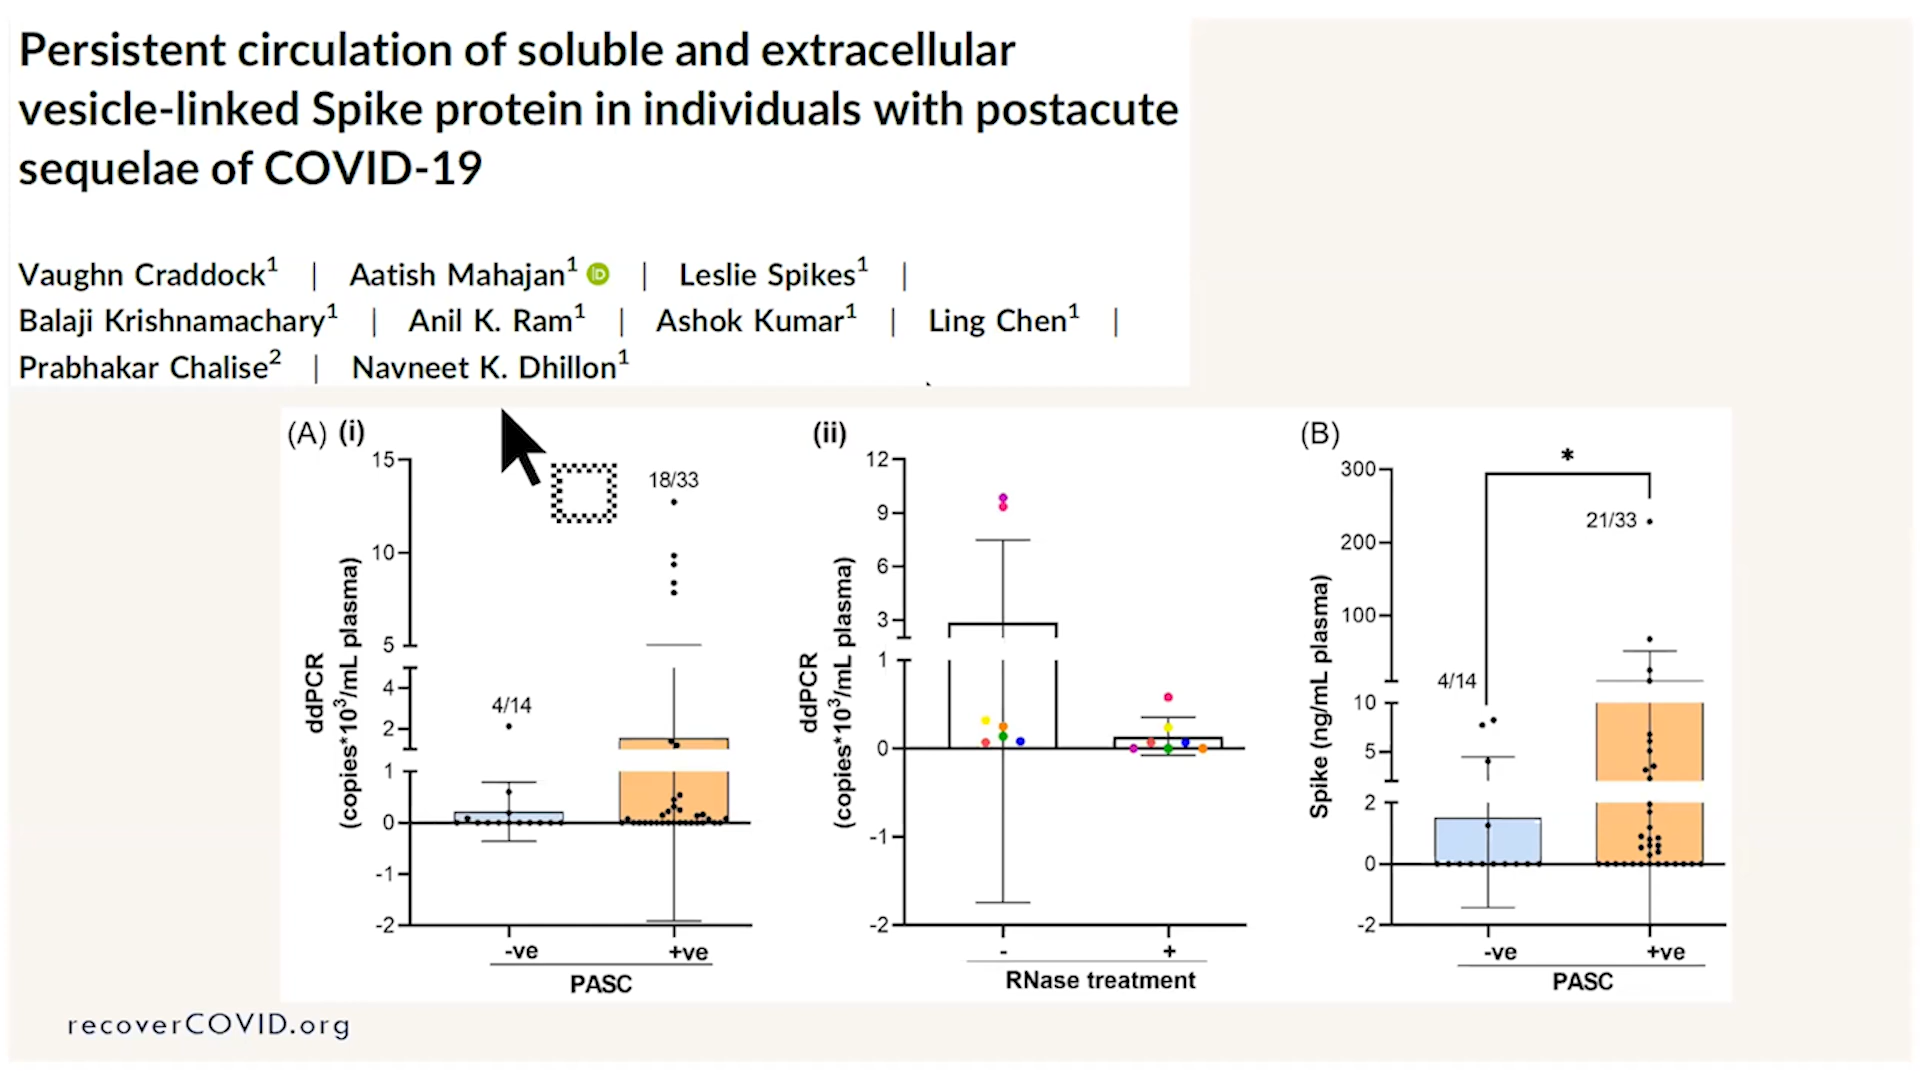 Persistent circulation of soluble and extracellular
vesicle-linked Spike protein in individuals with postacute
sequelae of COVID-19
Vaughn Craddock1 | Aatish Mahajan1 iD | Leslie Spikes1 |
Balaji Krishnamachary1 | Anil K. Ram1 | Ashok Kumar1 | Ling Chen1 |
Prabhakar Chalise2 | Navneet K. Dhillon1
(A) (i)
ddPCR
(copies*10³/mL plasma)
15
10
5
4
2
1
0
-1
-2
4/14
18/33
-ve +ve
PASC
(ii)
ddPCR
(copies*10³/mL plasma)
12
9
6
3
1
0
-1
-2
- +
RNase treatment
(B)
Spike (ng/mL plasma)
300
200
100
10
5
2
0
-2
*
4/14
21/33
-ve +ve
PASC
recoverCOVID.org